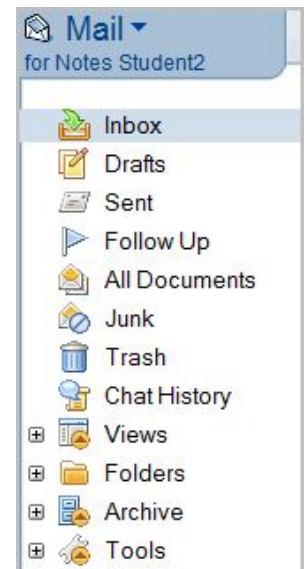 Mail
for Notes Student2
Inbox
Drafts
Sent
Follow Up
All Documents
Junk
Trash
Chat History
Views
Folders
Archive
Tools